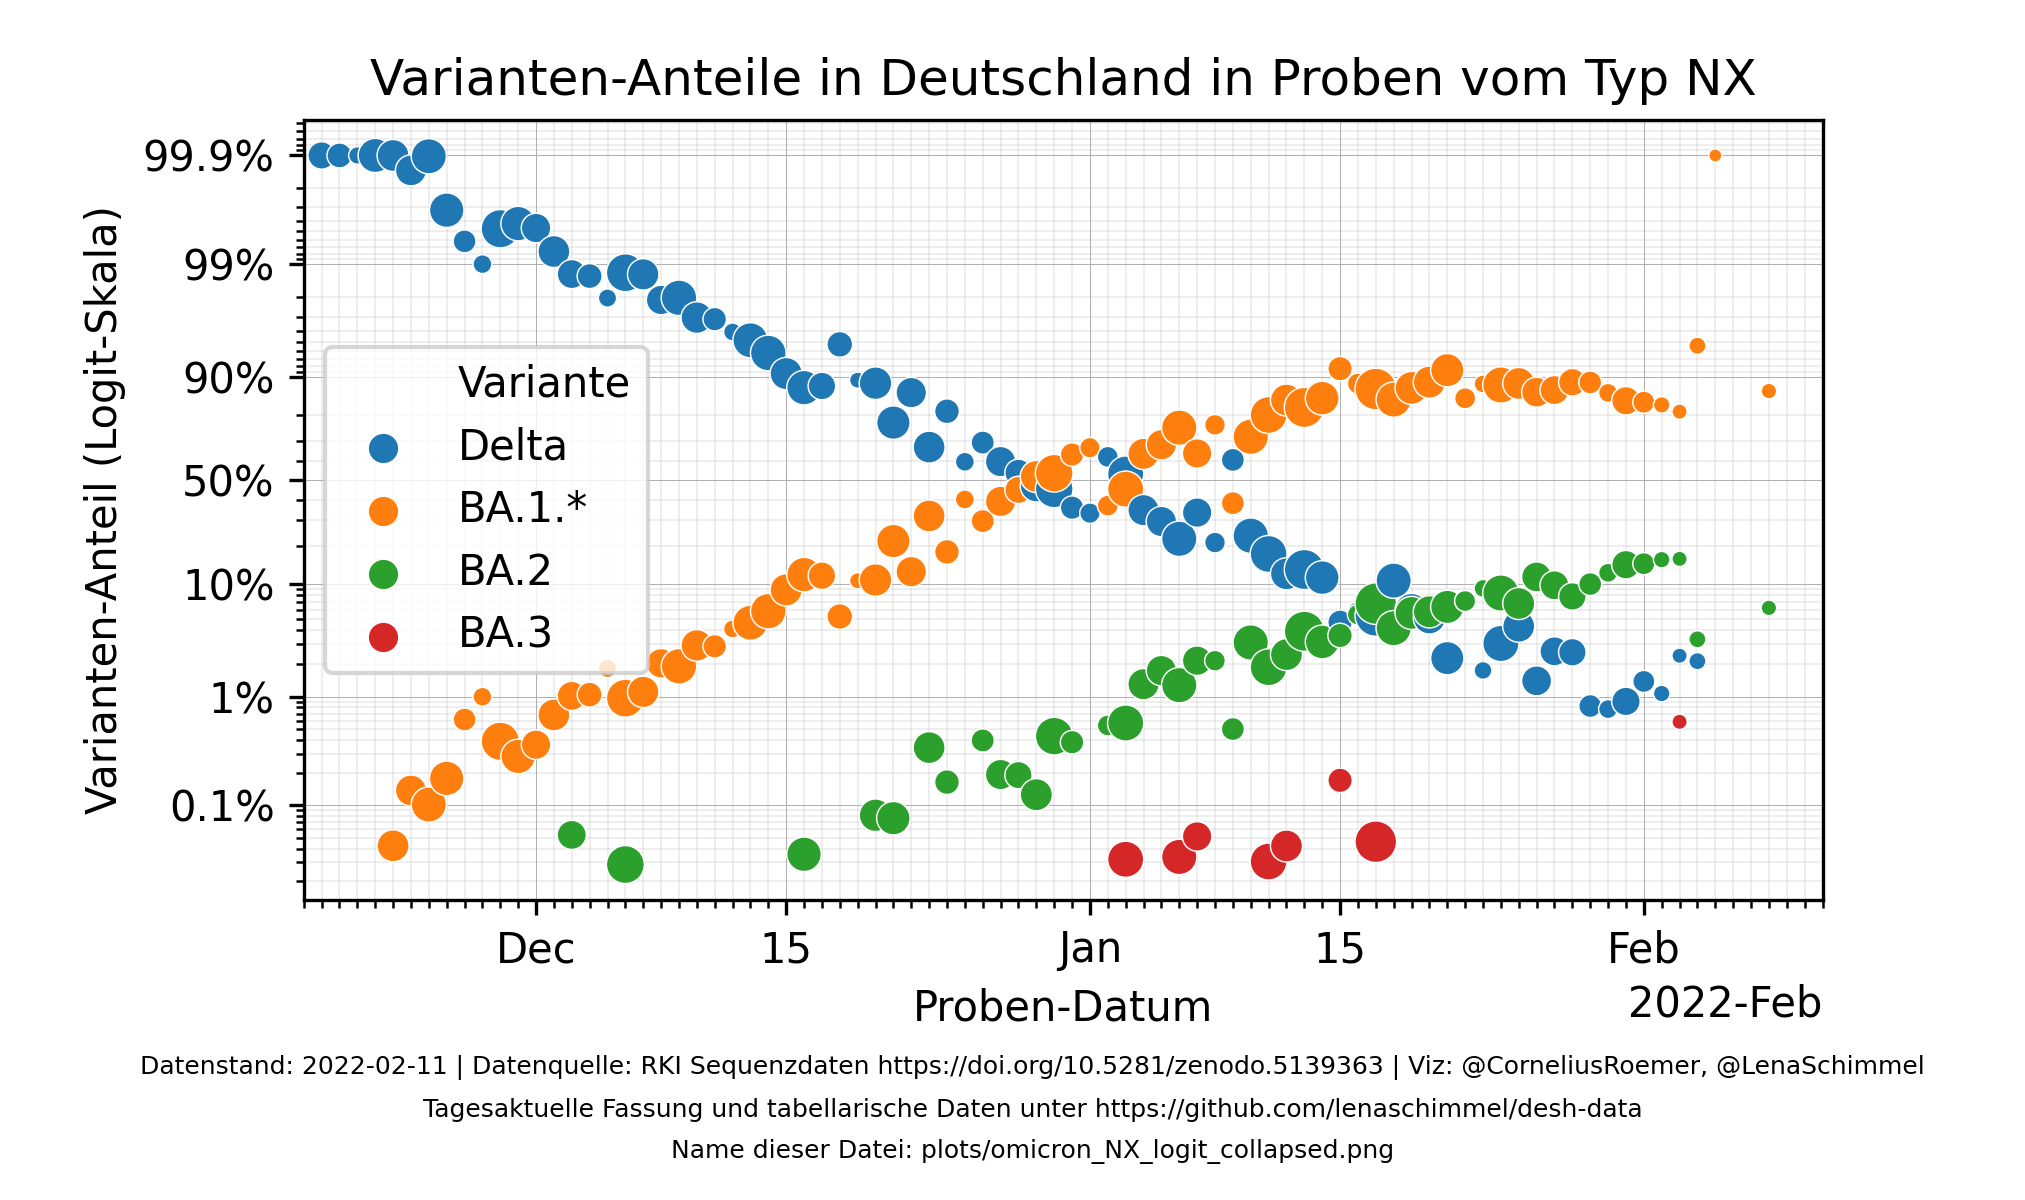 Varianten-Anteile in Deutschland in Proben vom Typ NX
Varianten-Anteil (Logit-Skala)
99.9%
99%
90%
50%
10%
1%
0.1%
Variante
Delta
BA.1.*
BA.2
BA.3
Dec 15 Jan 15 Feb
Proben-Datum
2022-Feb
Datenstand: 2022-02-11 | Datenquelle: RKI Sequenzdaten https://doi.org/10.5281/zenodo.5139363 | Viz: @CorneliusRoemer, @LenaSchimmel
Tagesaktuelle Fassung und tabellarische Daten unter https://github.com/lenaschimmel/desh-data
Name dieser Datei: plots/omicron_NX_logit_collapsed.png